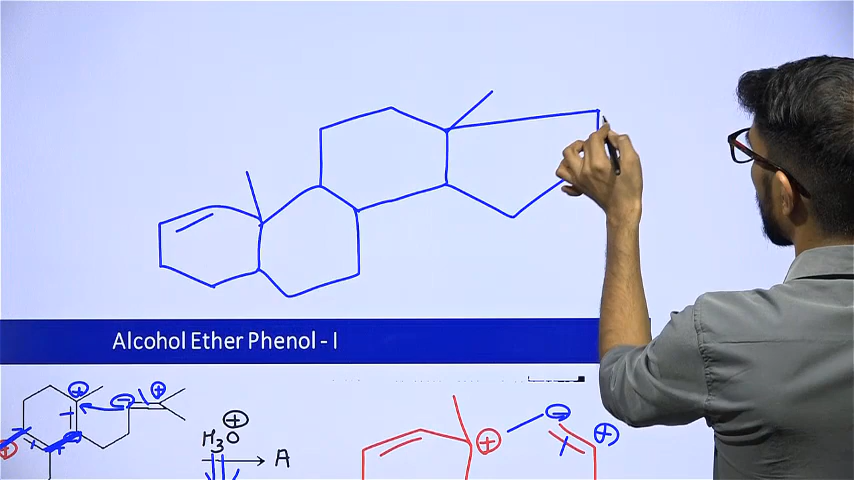 Alcohol Ether Phenol - I
⊕
⊖
⊕
⊕
H₃O⊕
A
⊕
⊖
⊕